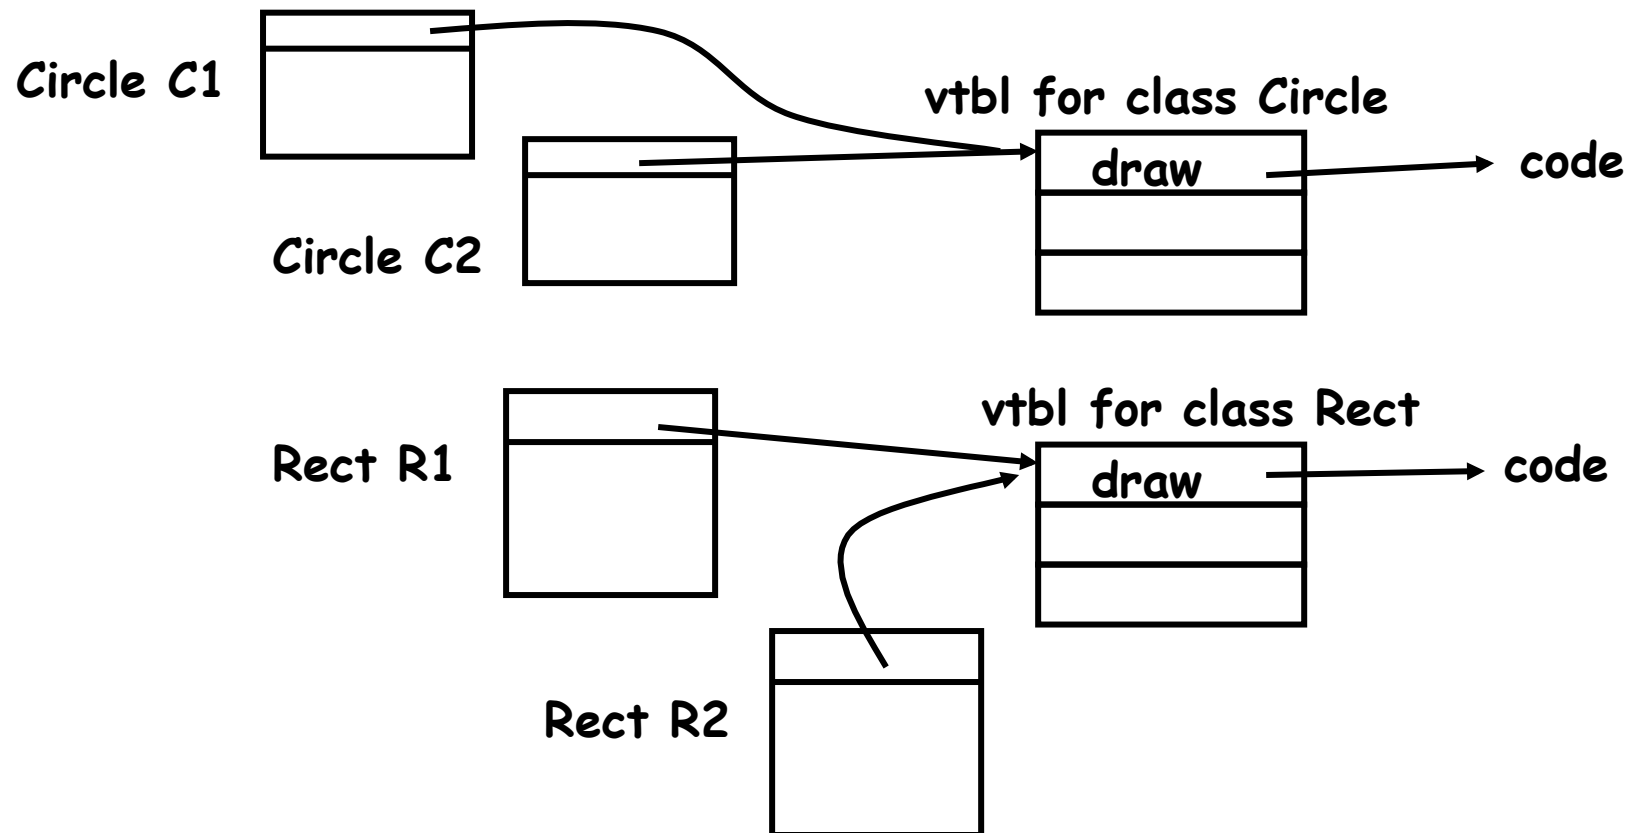 Circle C1
vtbl for class Circle
draw
code
Circle C2
vtbl for class Rect
Rect R1
draw
code
Rect R2